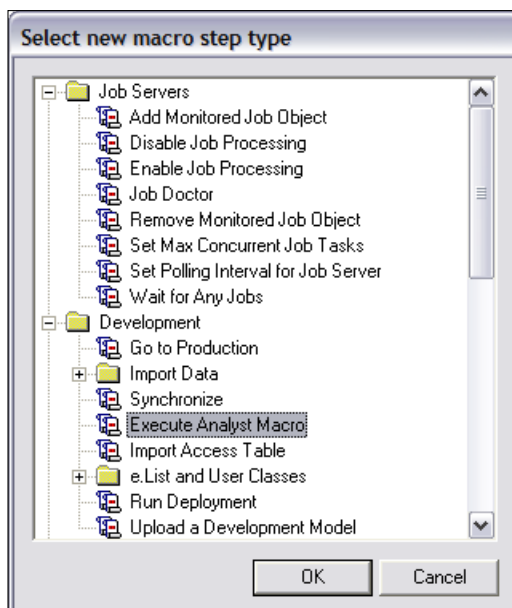 Select new macro step type
Job Servers
Add Monitored Job Object
Disable Job Processing
Enable Job Processing
Job Doctor
Remove Monitored Job Object
Set Max Concurrent Job Tasks
Set Polling Interval for Job Server
Wait for Any Jobs
Development
Go to Production
Import Data
Synchronize
Execute Analyst Macro
Import Access Table
e.List and User Classes
Run Deployment
Upload a Development Model
OK Cancel